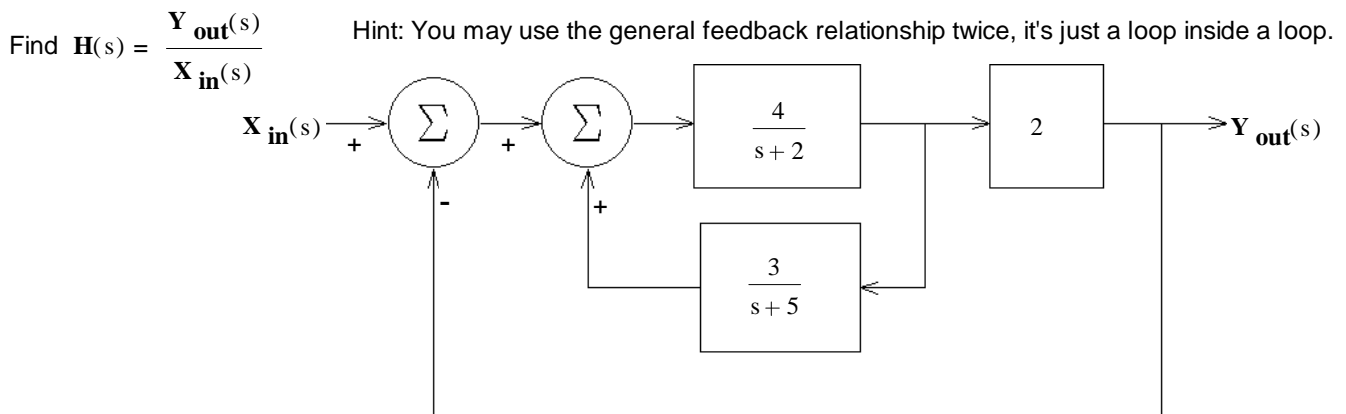 Find H(s) = Y out(s) / X in(s)
Hint: You may use the general feedback relationship twice, it's just a loop inside a loop.
X in(s)
+
Σ
+
Σ
4 / s + 2
2
Y out(s)
-
+
3 / s + 5